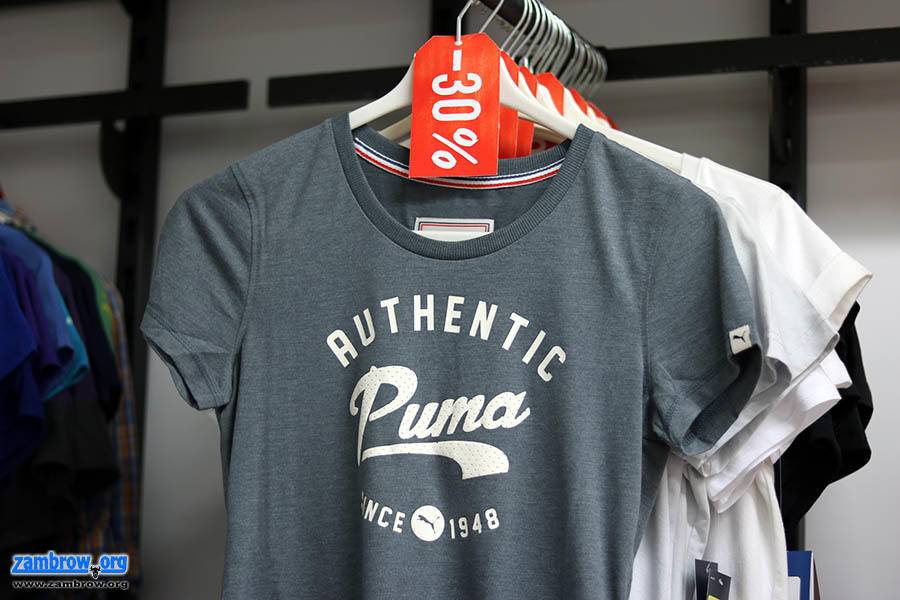 -30%
AUTHENTIC
Puma
SINCE 1948
zambrow.org
www.zambrow.org